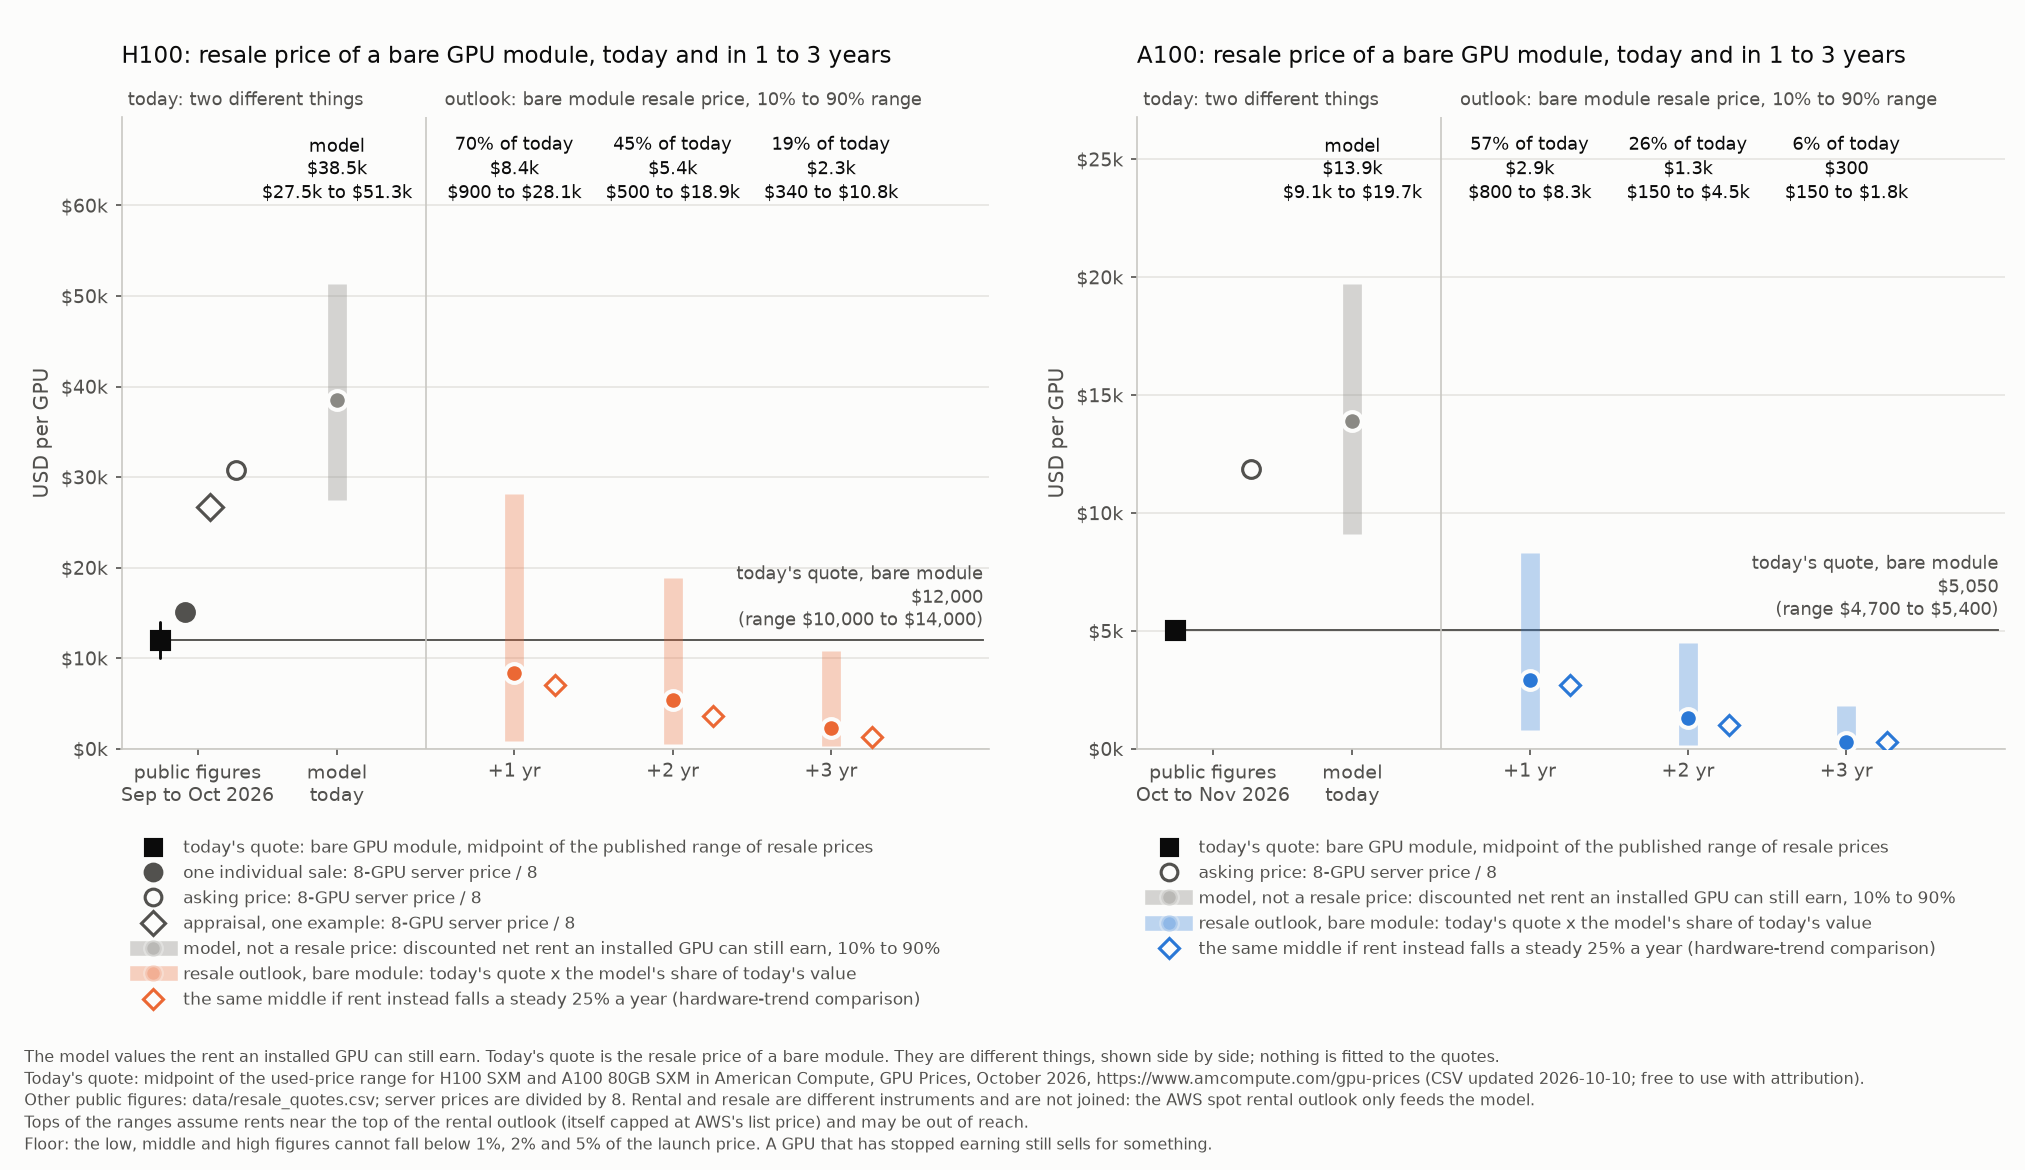 H100: resale price of a bare GPU module, today and in 1 to 3 years
today: two different things
outlook: bare module resale price, 10% to 90% range
model
$38.5k
$27.5k to $51.3k
70% of today
$8.4k
$900 to $28.1k
45% of today
$5.4k
$500 to $18.9k
19% of today
$2.3k
$340 to $10.8k
USD per GPU
$60k
$50k
$40k
$30k
$20k
$10k
$0k
today's quote, bare module
$12,000
(range $10,000 to $14,000)
public figures
Sep to Oct 2026
model
today
+1 yr
+2 yr
+3 yr
today's quote: bare GPU module, midpoint of the published range of resale prices
one individual sale: 8-GPU server price / 8
asking price: 8-GPU server price / 8
appraisal, one example: 8-GPU server price / 8
model, not a resale price: discounted net rent an installed GPU can still earn, 10% to 90%
resale outlook, bare module: today's quote x the model's share of today's value
the same middle if rent instead falls a steady 25% a year (hardware-trend comparison)
A100: resale price of a bare GPU module, today and in 1 to 3 years
today: two different things
outlook: bare module resale price, 10% to 90% range
model
$13.9k
$9.1k to $19.7k
57% of today
$2.9k
$800 to $8.3k
26% of today
$1.3k
$150 to $4.5k
6% of today
$300
$150 to $1.8k
USD per GPU
$25k
$20k
$15k
$10k
$5k
$0k
today's quote, bare module
$5,050
(range $4,700 to $5,400)
public figures
Oct to Nov 2026
model
today
+1 yr
+2 yr
+3 yr
today's quote: bare GPU module, midpoint of the published range of resale prices
asking price: 8-GPU server price / 8
model, not a resale price: discounted net rent an installed GPU can still earn, 10% to 90%
resale outlook, bare module: today's quote x the model's share of today's value
the same middle if rent instead falls a steady 25% a year (hardware-trend comparison)
The model values the rent an installed GPU can still earn. Today's quote is the resale price of a bare module. They are different things, shown side by side; nothing is fitted to the quotes.
Today's quote: midpoint of the used-price range for H100 SXM and A100 80GB SXM in American Compute, GPU Prices, October 2026, https://www.amcompute.com/gpu-prices (CSV updated 2026-10-10; free to use with attribution).
Other public figures: data/resale_quotes.csv; server prices are divided by 8. Rental and resale are different instruments and are not joined: the AWS spot rental outlook only feeds the model.
Tops of the ranges assume rents near the top of the rental outlook (itself capped at AWS's list price) and may be out of reach.
Floor: the low, middle and high figures cannot fall below 1%, 2% and 5% of the launch price. A GPU that has stopped earning still sells for something.